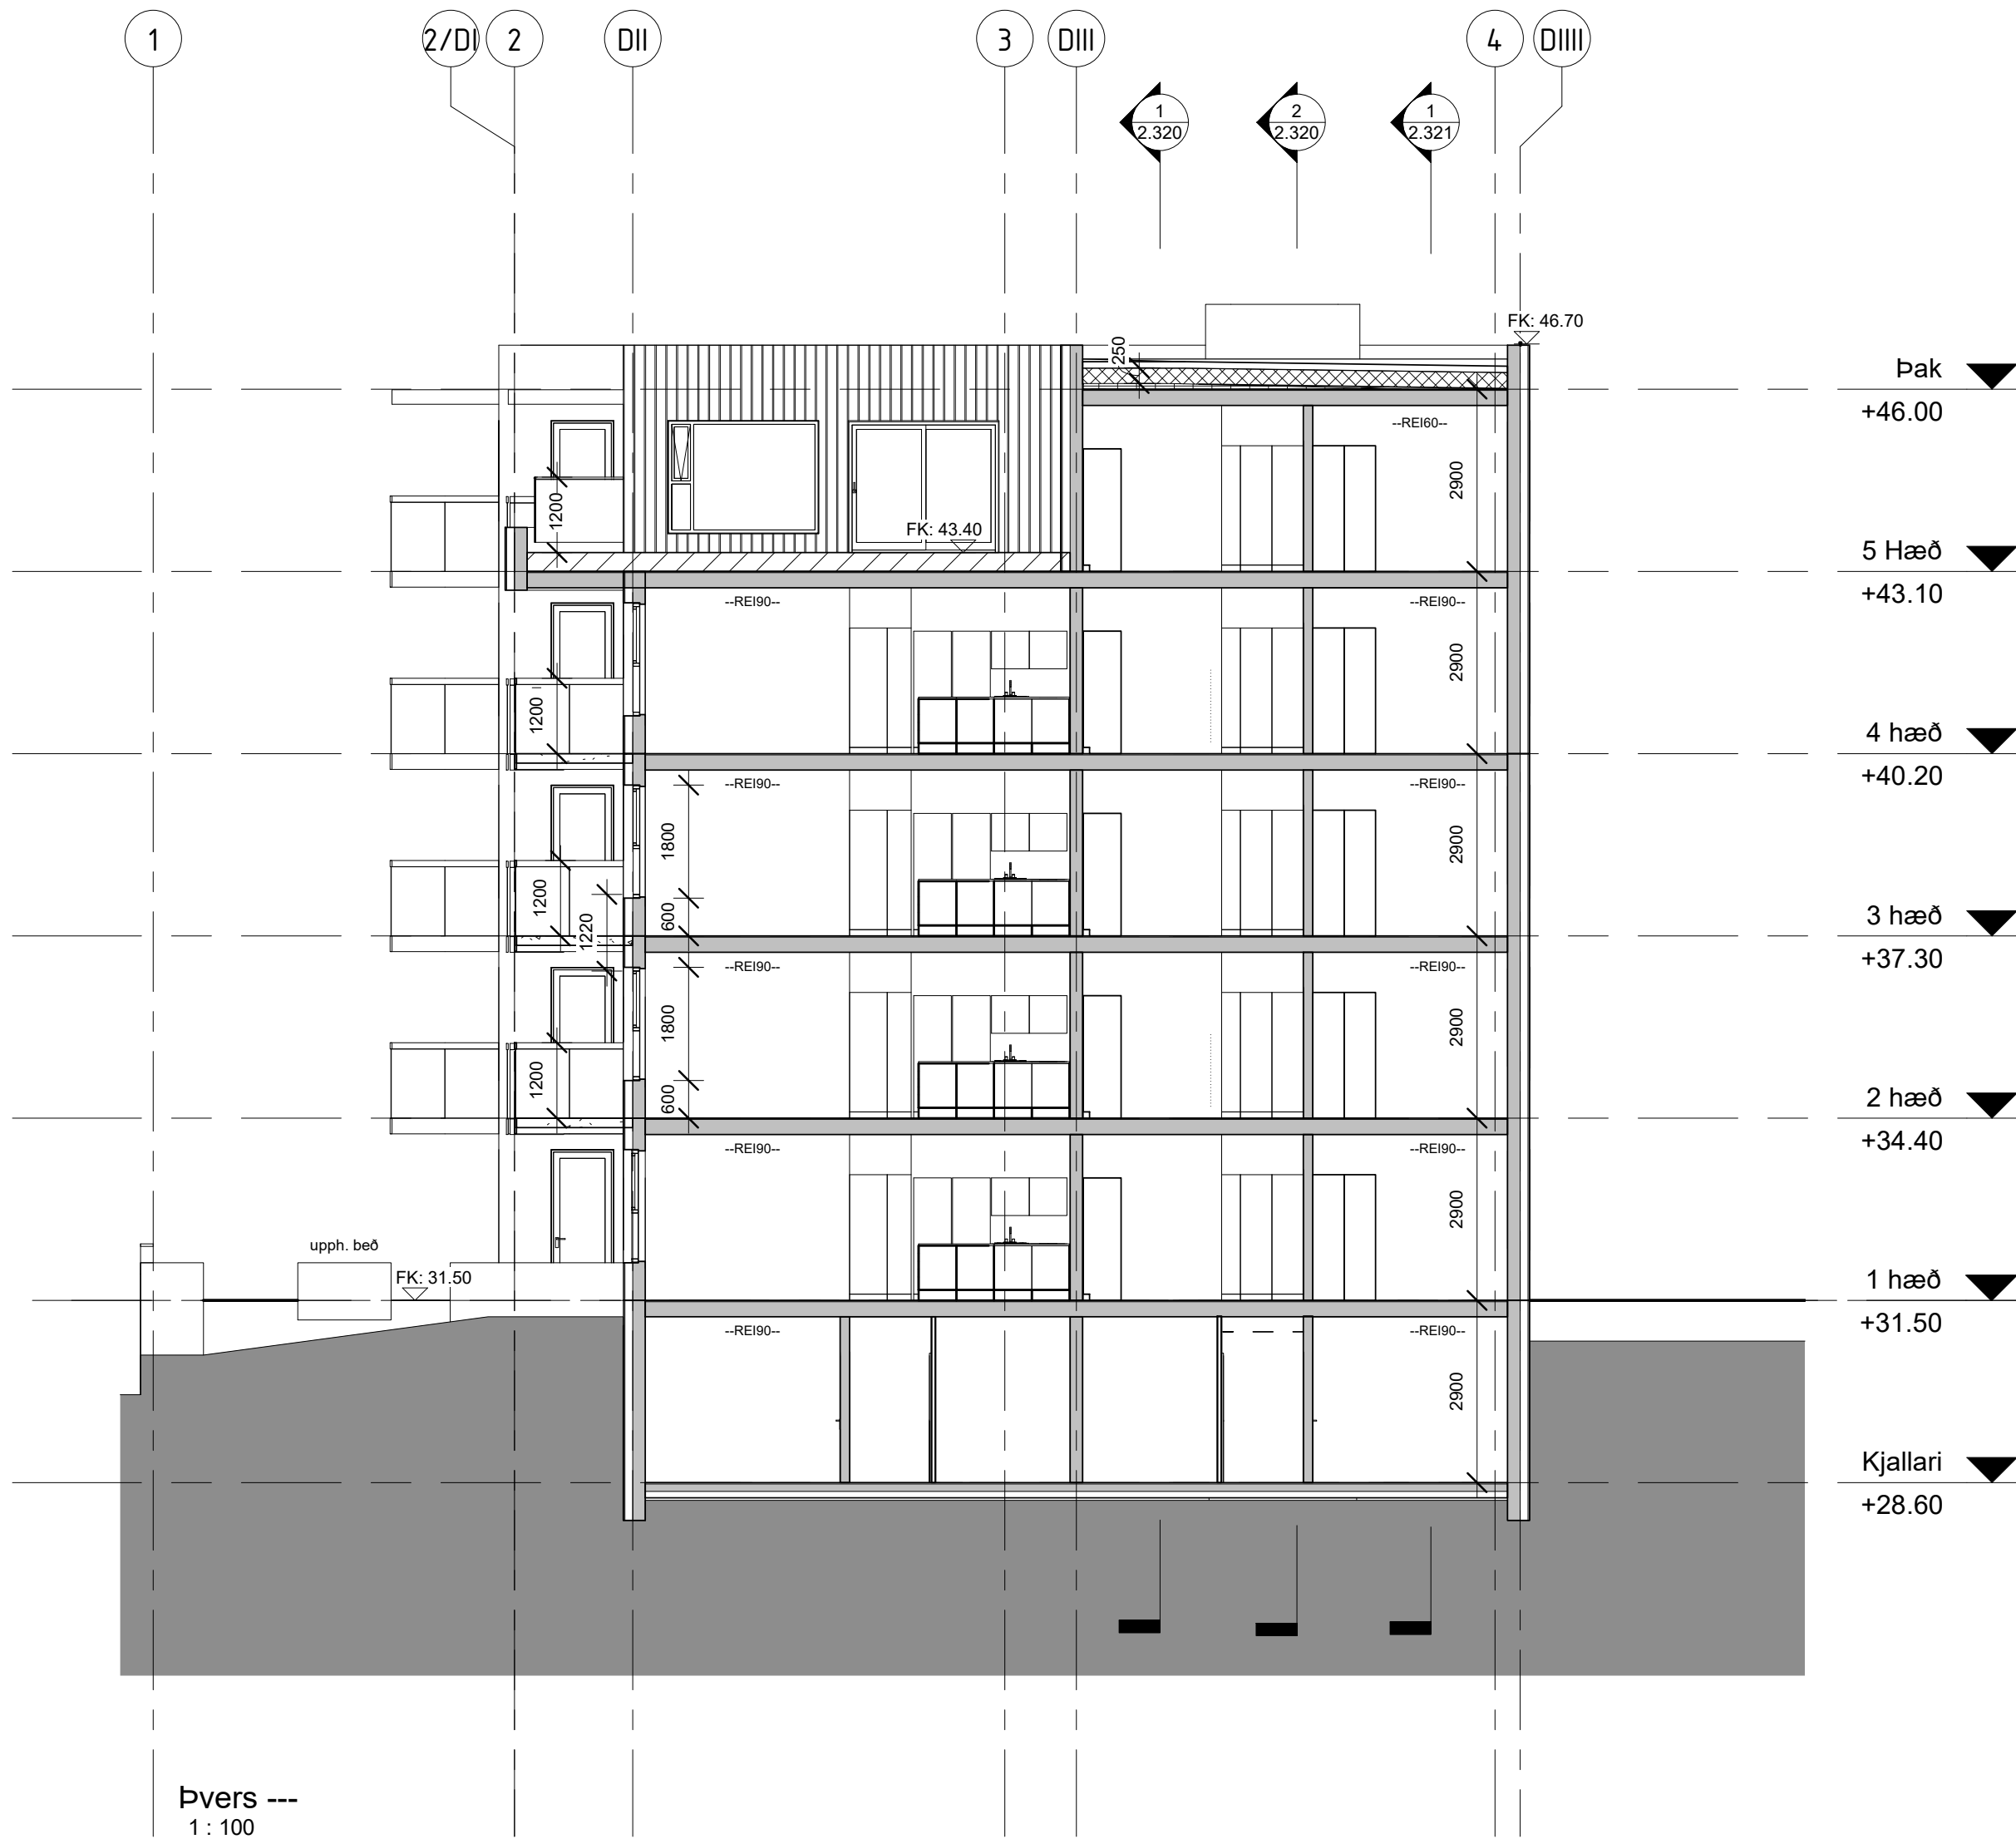 1
2/DI
2
DII
3
DIII
4
DIIII
1
2.320
2
2.320
1
2.321
FK: 46.70
250
Þak
+46.00
--REI60--
2900
1200
FK: 43.40
5 Hæð
+43.10
--REI90--
--REI90--
2900
1200
4 hæð
+40.20
--REI90--
--REI90--
1800
2900
1200
600
1220
3 hæð
+37.30
--REI90--
--REI90--
1800
2900
1200
600
2 hæð
+34.40
--REI90--
--REI90--
2900
upph. beð
FK: 31.50
1 hæð
+31.50
--REI90--
--REI90--
2900
Kjallari
+28.60
Þvers ---
1 : 100